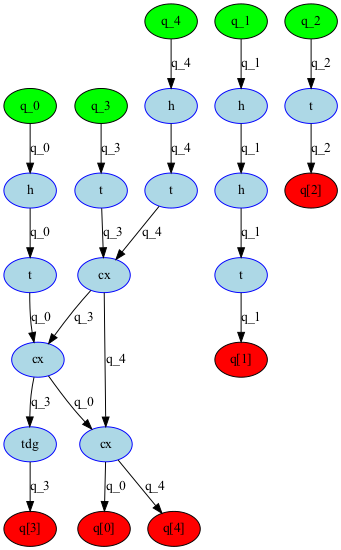 q_4 q_1 q_2
q_4 q_1 q_2
q_0 q_3 h h t
q_0 q_3 q_4 q_1 q_2
h t t h q[2]
q_0 q_3 q_4 q_1
t cx t
q_0 q_3 q_1
cx q_4 q[1]
q_3 q_0
tdg cx
q_3 q_0 q_4
q[3] q[0] q[4]